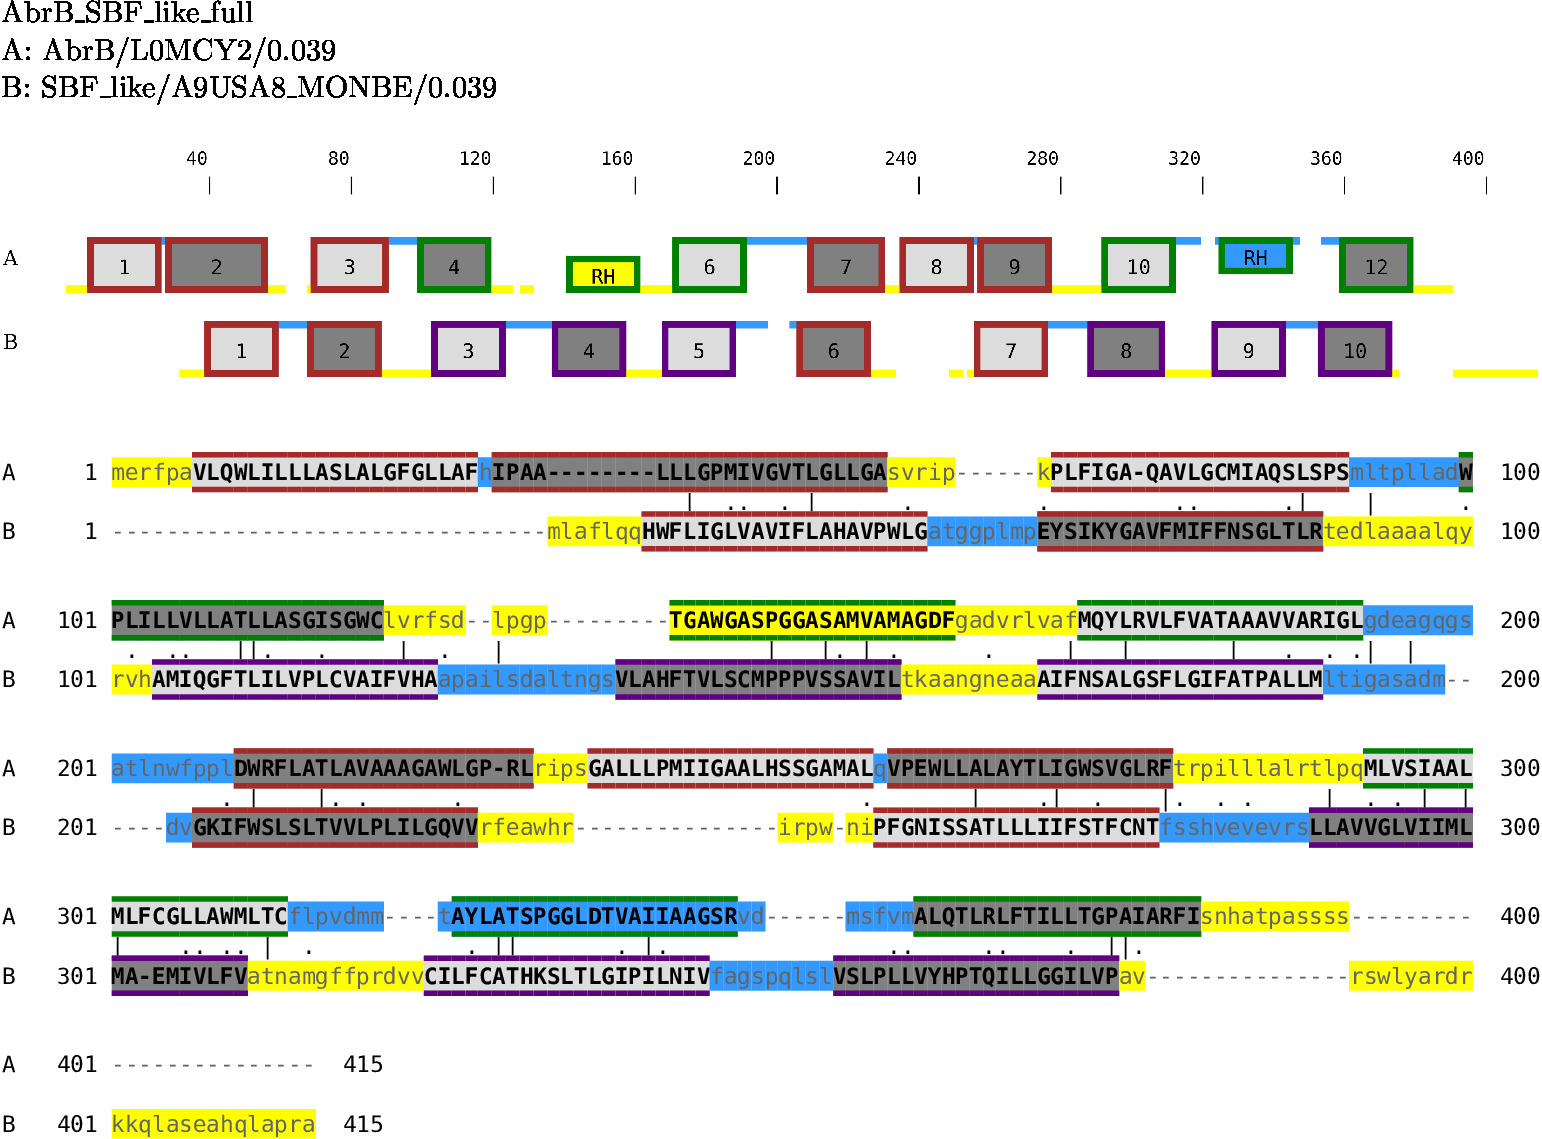 AbrB_SBF_like_full
A: AbrB/L0MCY2/0.039
B: SBF_like/A9USA8_MONBE/0.039
40 80 120 160 200 240 280 320 360 400
A 1 2 3 4 RH 6 7 8 9 10 RH 12
B 1 2 3 4 5 6 7 8 9 10
A 1 merfpaVLQWLILLLASLALGFGLLAFhIPAA--------LLLGPMIVGVTLGLLGAsvrip------kPLFIGA-QAVLGCMIAQSLSPSmltplladW 100
B 1 --------------------------------mlaflqqHWFLIGLVAVIFLAHAVPWLGatggplmpEYSIKYGAVFMIFFNSGLTLRtedlaaaalqy 100
A 101 PLILLVLLATLLASGISGWClvrfsd--lpgp---------TGAWGASPGGASAMVAMAGDFgadvrlvafMQYLRVLFVATAAAVVARIGLgdeagqgs 200
B 101 rvhAMIQGFTLILVPLCVAIFVHAapailsdaltngsVLAHFTVLSCMPPPVSSAVILtkaangneaaAIFNSALGSFLGIFATPALLMltigasadm-- 200
A 201 atlnwfpplDWRFLATLAVAAAGAWLGP-RLripsGALLLPMIIGAALHSSGAMALqVPEWLLALAYTLIGWSVGLRFtrpilllalrtlpqMLVSIAAL 300
B 201 ----dvGKIFWSLSLTVVLPLILGQVVrfeawhr---------------irpw-niPFGNISSATLLLIIFSTFCNTfsshvevevrsLLAVVGLVIIML 300
A 301 MLFCGLLAWMLTCflpvdmm----tAYLATSPGGLDTVAIIAAGSRvd------msfvmALQTLRLFTILLTGPAIARFIsnhatpassss--------- 400
B 301 MA-EMIVLFVatnamgffprdvvCILFCATHKSLTLGIPILNIVfagspqlslVSLPLLVYHPTQILLGGILVPav---------------rswlyardr 400
A 401 --------------- 415
B 401 kkqlaseahqlapra 415